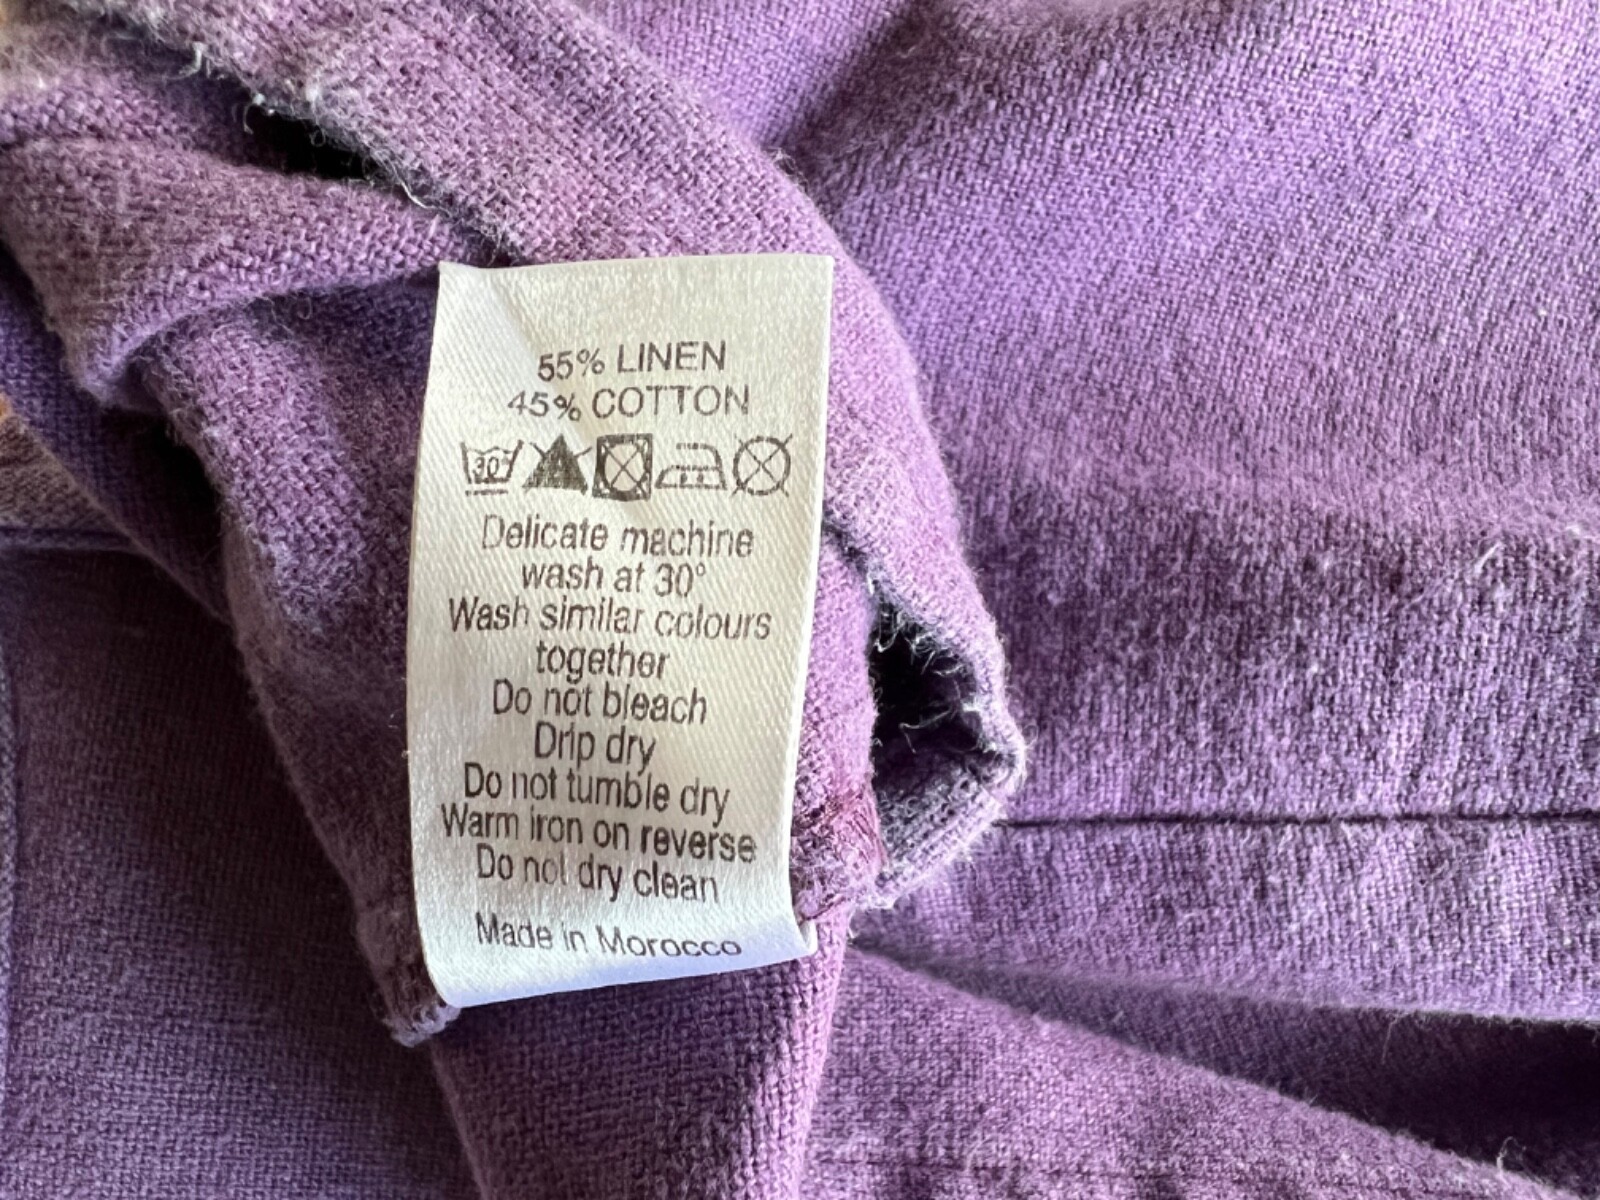 55% LINEN
45% COTTON
30°
Delicate machine
wash at 30°
Wash similar colours
together
Do not bleach
Drip dry
Do not tumble dry
Warm iron on reverse
Do not dry clean
Made in Morocco